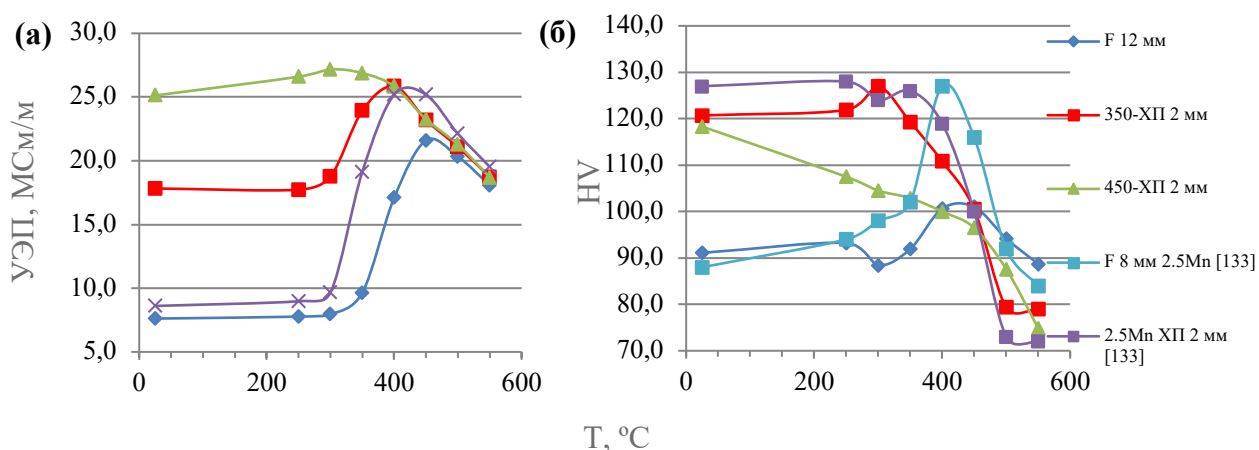 (а)
УЭП, МСм/м
30,0
25,0
20,0
15,0
10,0
5,0
0
200
400
600
(б)
HV
140,0
130,0
120,0
110,0
100,0
90,0
80,0
70,0
0
200
400
600
F 12 мм
350-ХП 2 мм
450-ХП 2 мм
F 8 мм 2.5Mn [133]
2.5Mn ХП 2 мм
[133]
Т, ºС